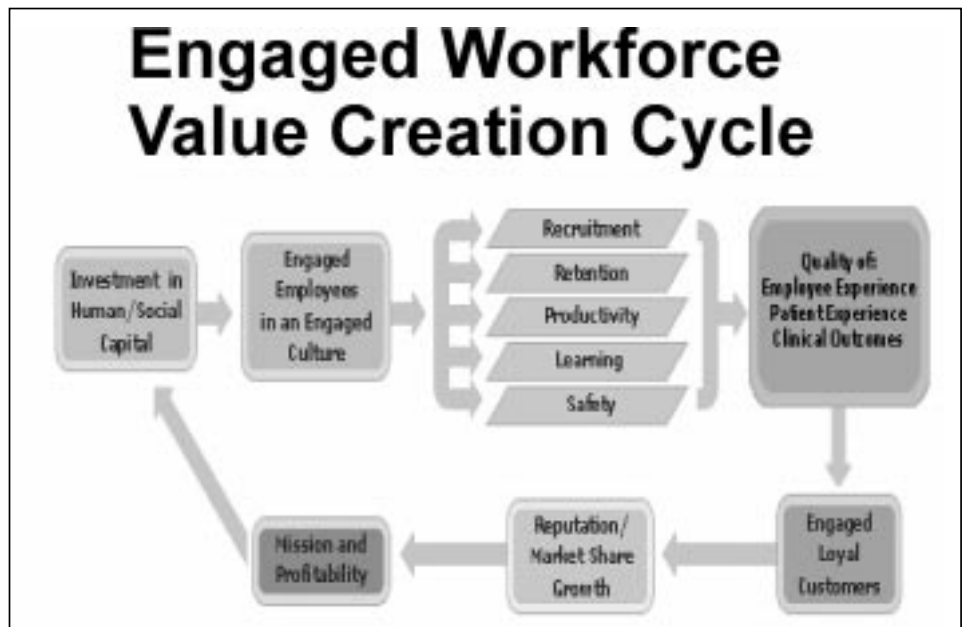 Engaged Workforce
Value Creation Cycle
Investment in
Human/Social
Capital
Engaged
Employees
in an Engaged
Culture
Recruitment
Retention
Productivity
Learning
Safety
Quality of:
Employee Experience
Patient Experience
Clinical Outcomes
Engaged
Loyal
Customers
Reputation/
Market Share
Growth
Mission and
Profitability